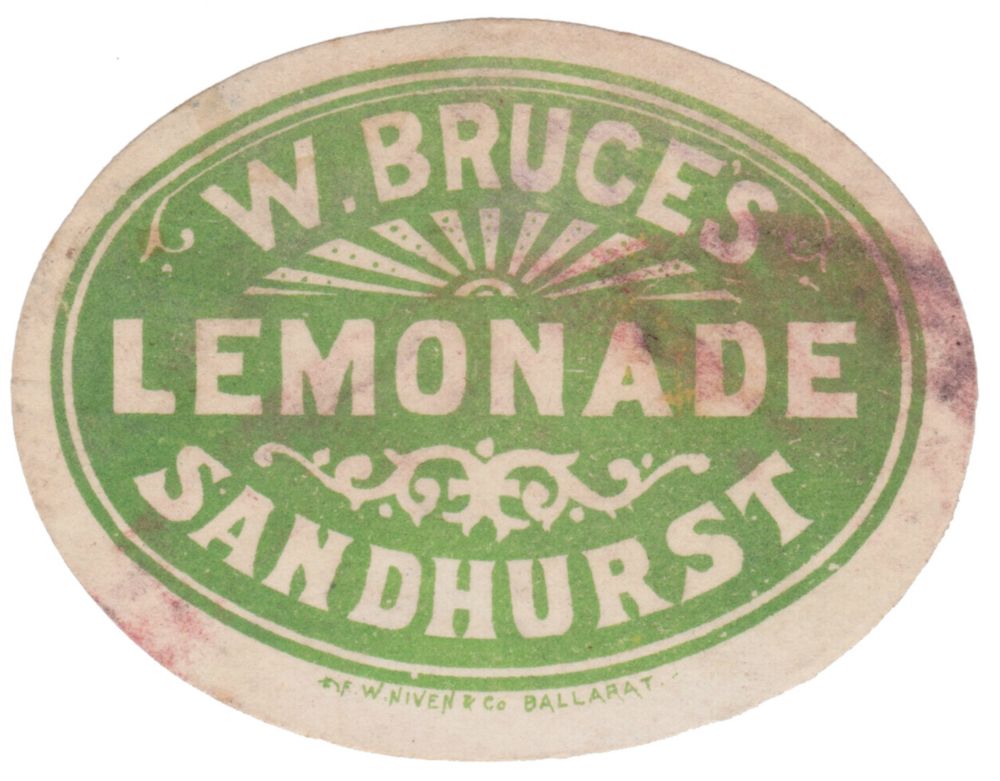 W. BRUCE'S
LEMONADE
SANDHURST
F. W. NIVEN & Co BALLARAT.